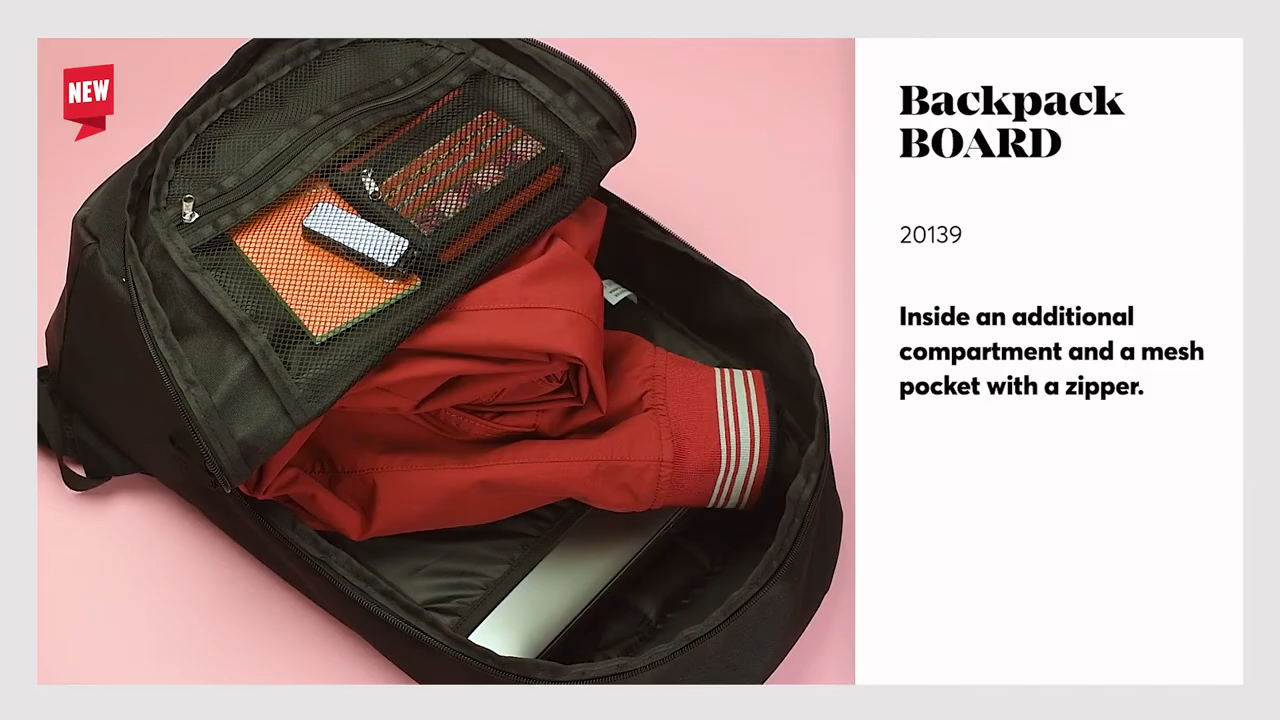 NEW
Backpack
BOARD
20139
Inside an additional
compartment and a mesh
pocket with a zipper.